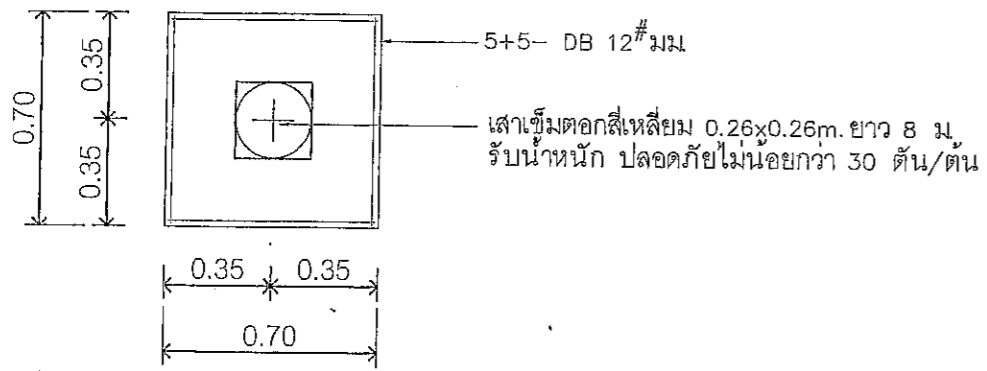 5+5- DB 12#มม
0.35
0.70
เสาเข็มตอกสี่เหลี่ยม 0.26x0.26m. ยาว 8 ม.
รับน้ำหนัก ปลอดภัยไม่น้อยกว่า 30 ตัน/ต้น
0.35
0.35 0.35
0.70